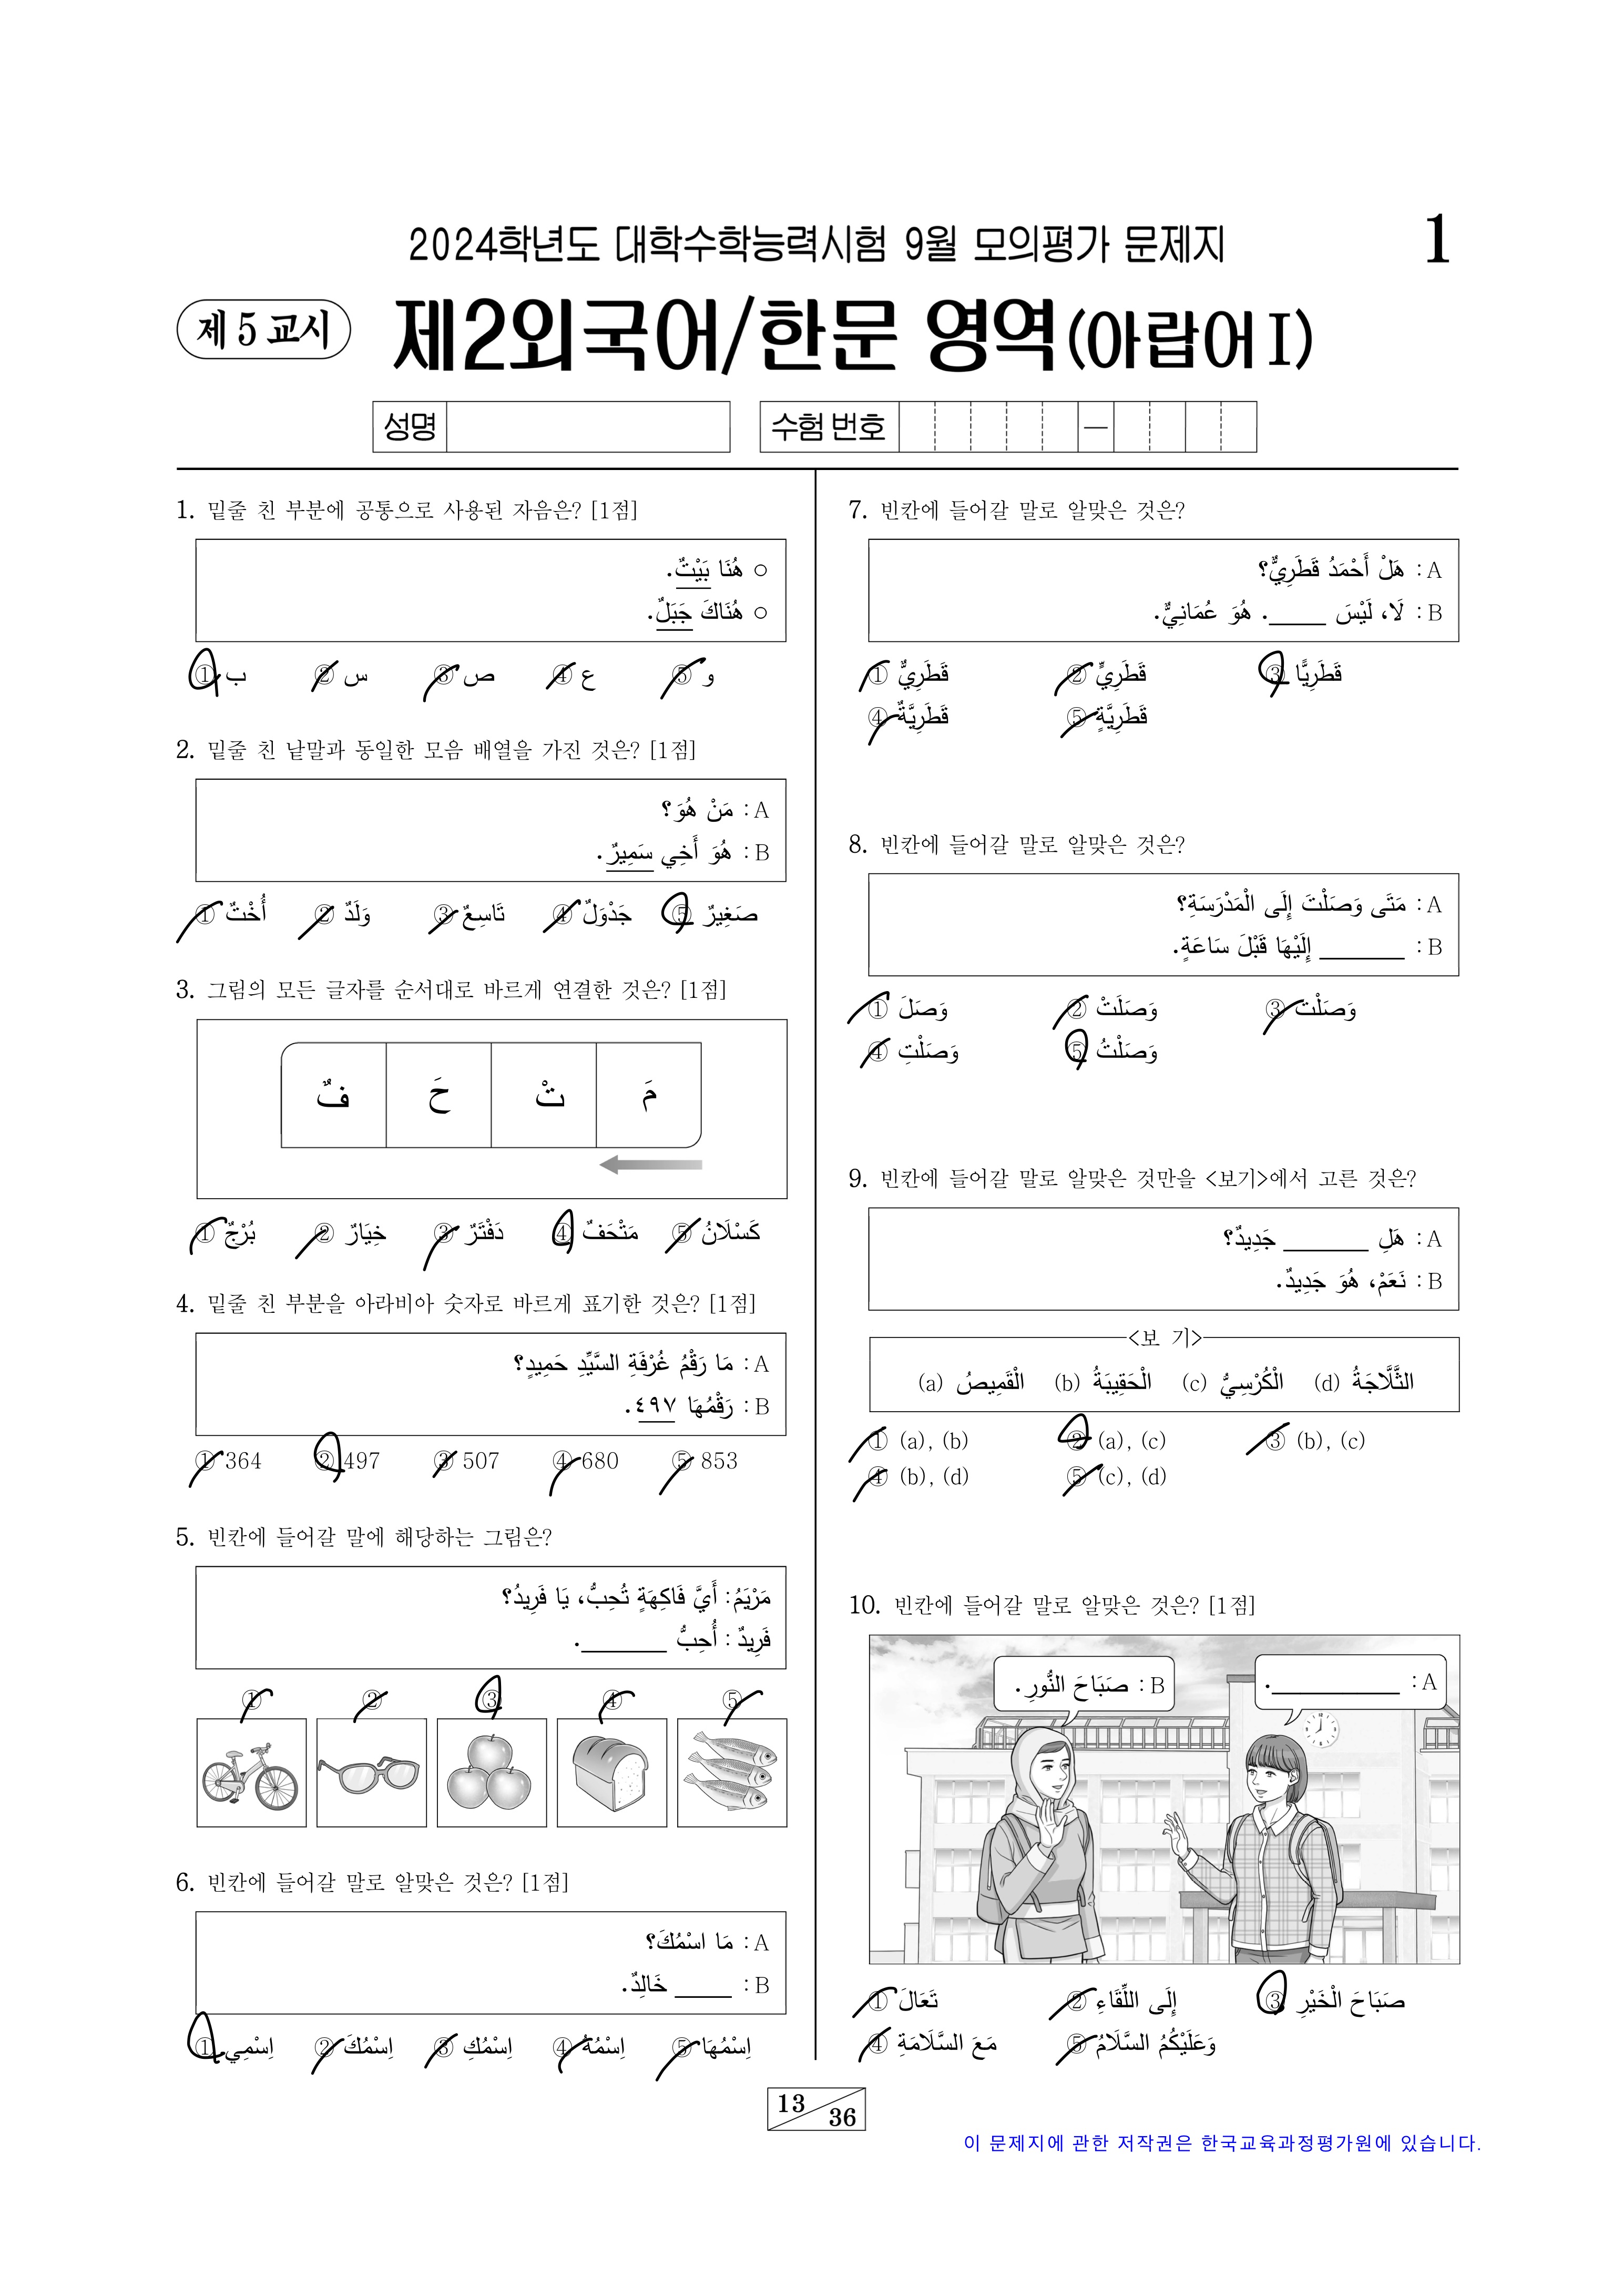 2024학년도 대학수학능력시험 9월 모의평가 문제지
1
제 5 교시
제2외국어/한문 영역(아랍어Ⅰ)
성명
수험 번호
—
1. 밑줄 친 부분에 공통으로 사용된 자음은? [1점]
○ هُنَا بَيْتٌ.
○ هُنَاكَ جَبَلٌ.
① ب ② س ③ ص ④ ع ⑤ و
2. 밑줄 친 낱말과 동일한 모음 배열을 가진 것은? [1점]
A : مَنْ هُوَ؟
B : هُوَ أَخِي سَمِيرٌ.
① أُخْتٌ ② وَلَدٌ ③ تَاسِعٌ ④ جَدْوَلٌ ⑤ صَغِيرٌ
3. 그림의 모든 글자를 순서대로 바르게 연결한 것은? [1점]
مَ تْ حَ فٌ
① بُرْجٌ ② خِيَارٌ ③ دَفْتَرٌ ④ مَتْحَفٌ ⑤ كَسْلَانُ
4. 밑줄 친 부분을 아라비아 숫자로 바르게 표기한 것은? [1점]
A : مَا رَقْمُ غُرْفَةِ السَّيِّدِ حَمِيدٍ؟
B : رَقْمُهَا ٤٩٧.
① 364 ② 497 ③ 507 ④ 680 ⑤ 853
5. 빈칸에 들어갈 말에 해당하는 그림은?
مَرْيَمُ : أَيَّ فَاكِهَةٍ تُحِبُّ، يَا فَرِيدُ؟
فَرِيدٌ : أُحِبُّ ______.
① ② ③ ④ ⑤
6. 빈칸에 들어갈 말로 알맞은 것은? [1점]
A : مَا اسْمُكَ؟
B : ______ خَالِدٌ.
① اِسْمِي ② اِسْمُكَ ③ اِسْمُكِ ④ اِسْمُهُ ⑤ اِسْمُهَا
7. 빈칸에 들어갈 말로 알맞은 것은?
A : هَلْ أَحْمَدُ قَطَرِيٌّ؟
B : لَا، لَيْسَ ______. هُوَ عُمَانِيٌّ.
① قَطَرِيٌّ ② قَطَرِيٍّ ③ قَطَرِيًّا
④ قَطَرِيَّةٌ ⑤ قَطَرِيَّةٍ
8. 빈칸에 들어갈 말로 알맞은 것은?
A : مَتَى وَصَلْتَ إِلَى الْمَدْرَسَةِ؟
B : ______ إِلَيْهَا قَبْلَ سَاعَةٍ.
① وَصَلَ ② وَصَلَتْ ③ وَصَلْتَ
④ وَصَلْتِ ⑤ وَصَلْتُ
9. 빈칸에 들어갈 말로 알맞은 것만을 <보기>에서 고른 것은?
A : هَلِ ______ جَدِيدٌ؟
B : نَعَمْ، هُوَ جَدِيدٌ.
<보 기>
(a) الْقَمِيصُ (b) الْحَقِيبَةُ (c) الْكُرْسِيُّ (d) الثَّلَّاجَةُ
① (a), (b) ② (a), (c) ③ (b), (c)
④ (b), (d) ⑤ (c), (d)
10. 빈칸에 들어갈 말로 알맞은 것은? [1점]
A : ______.
B : صَبَاحَ النُّورِ.
① تَعَالَ ② إِلَى اللِّقَاءِ ③ صَبَاحَ الْخَيْرِ
④ مَعَ السَّلَامَةِ ⑤ وَعَلَيْكُمُ السَّلَامُ
13 36
이 문제지에 관한 저작권은 한국교육과정평가원에 있습니다.